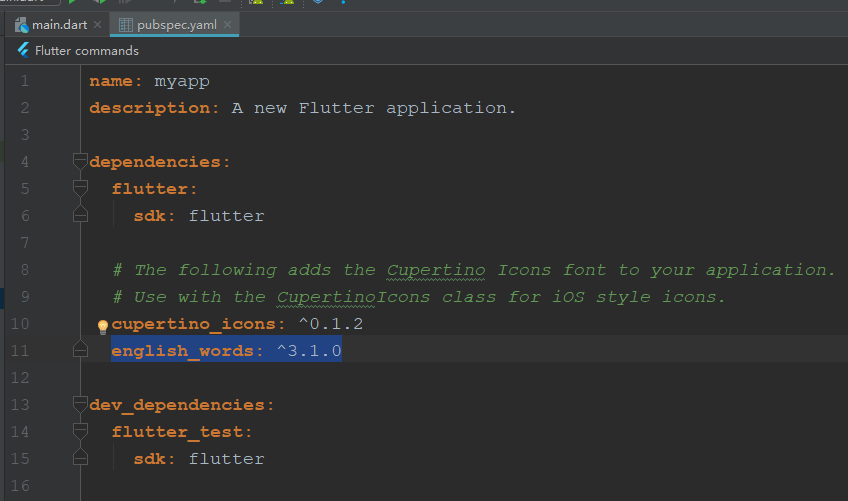 main.dart pubspec.yaml
Flutter commands
1 name: myapp
2 description: A new Flutter application.
3
4 dependencies:
5 flutter:
6 sdk: flutter
7
8 # The following adds the Cupertino Icons font to your application.
9 # Use with the CupertinoIcons class for iOS style icons.
10 cupertino_icons: ^0.1.2
11 english_words: ^3.1.0
12
13 dev_dependencies:
14 flutter_test:
15 sdk: flutter
16